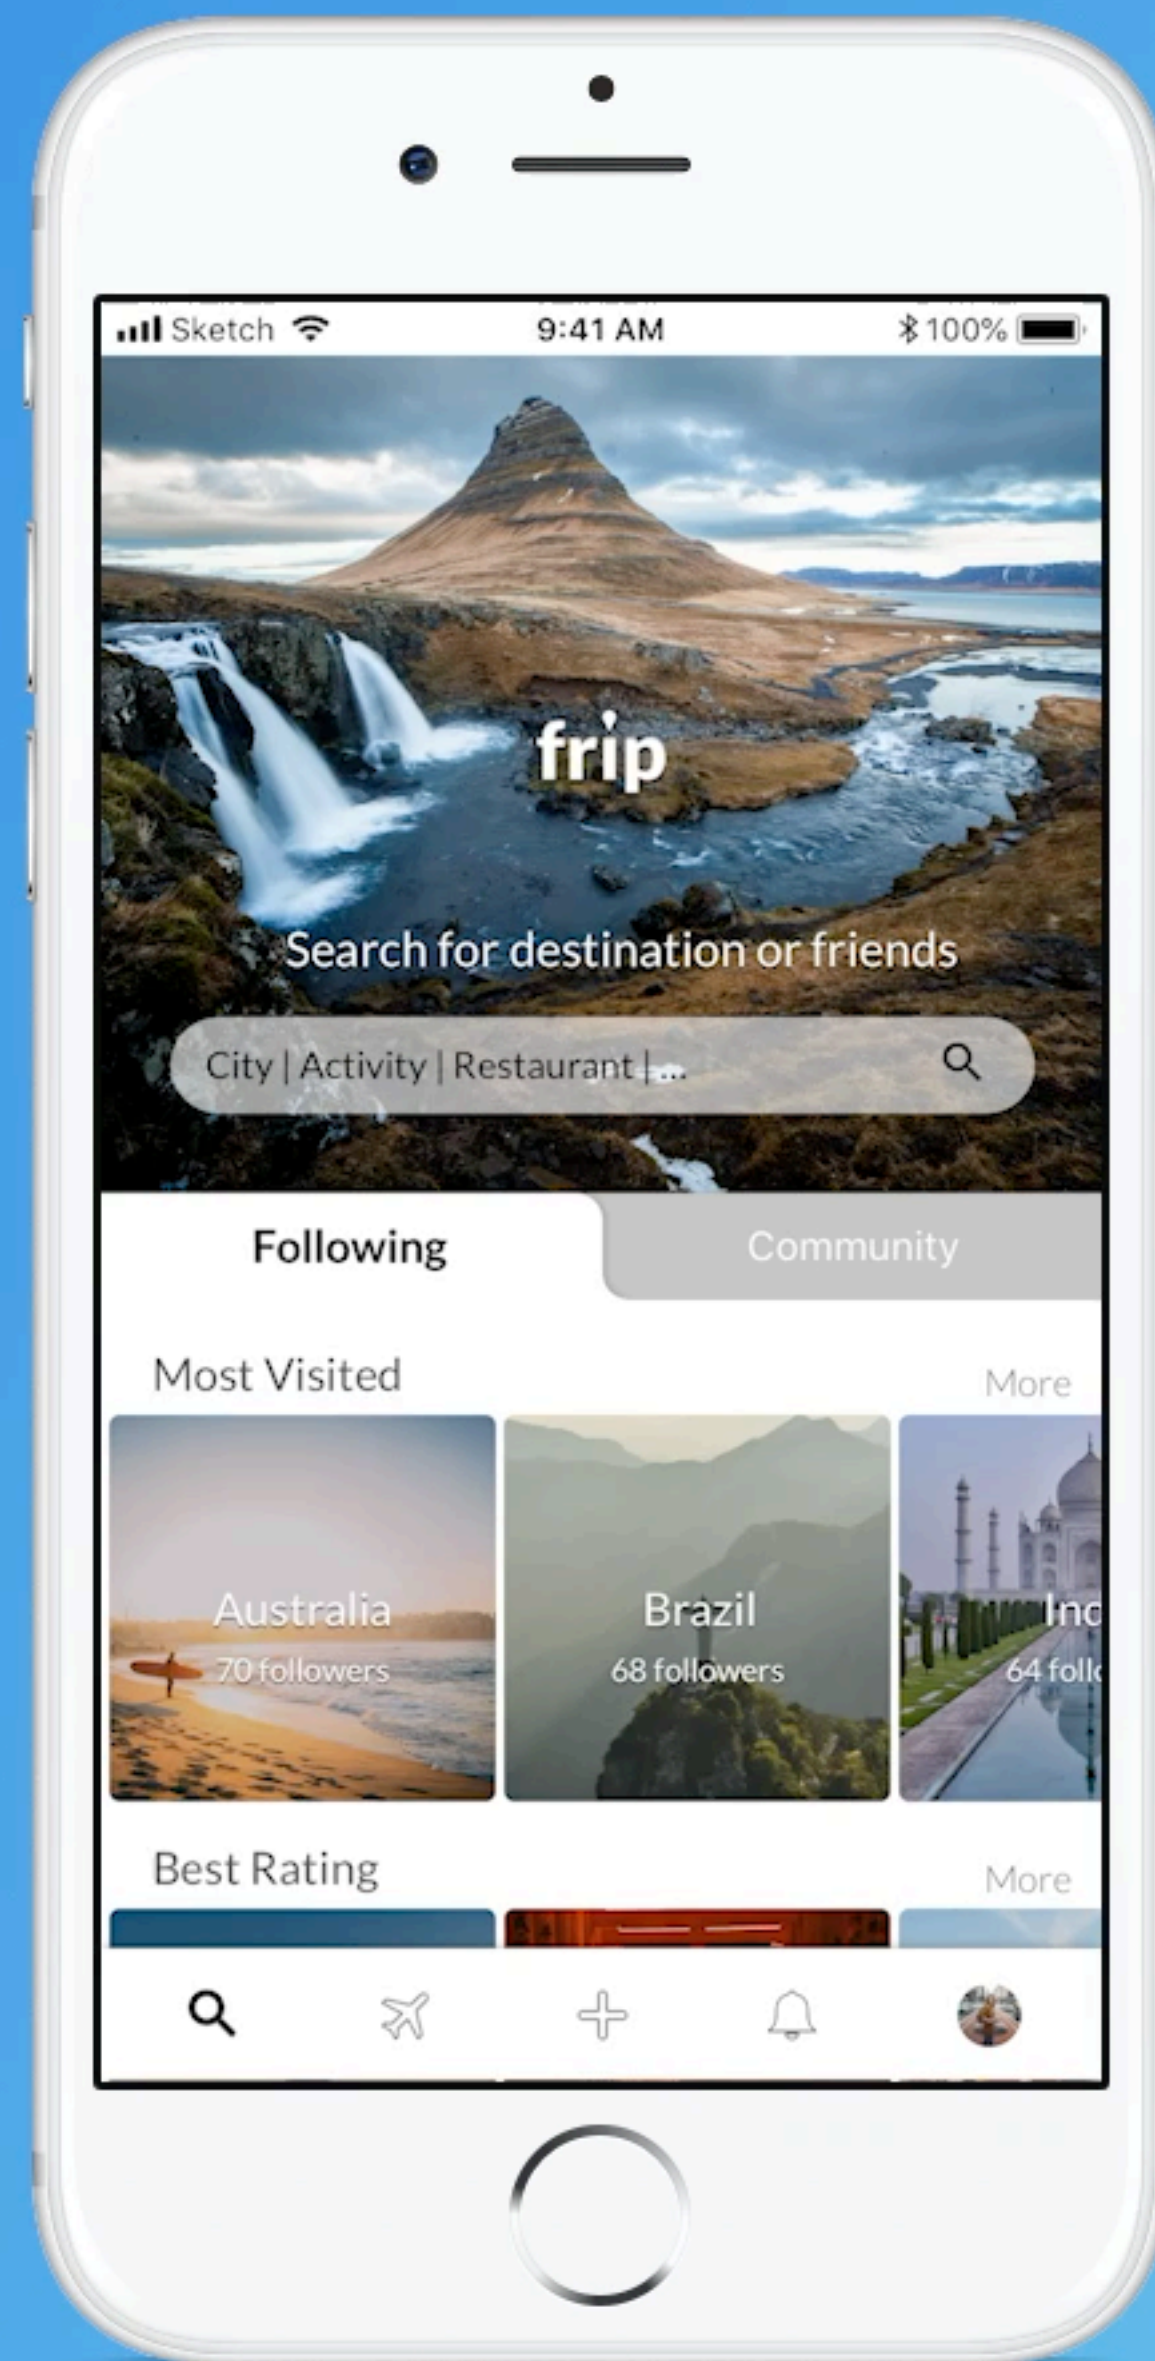 Sketch 9:41 AM 100%
frip
Search for destination or friends
City | Activity | Restaurant | ...
Following Community
Most Visited More
Australia Brazil
70 followers 68 followers 64
Best Rating More